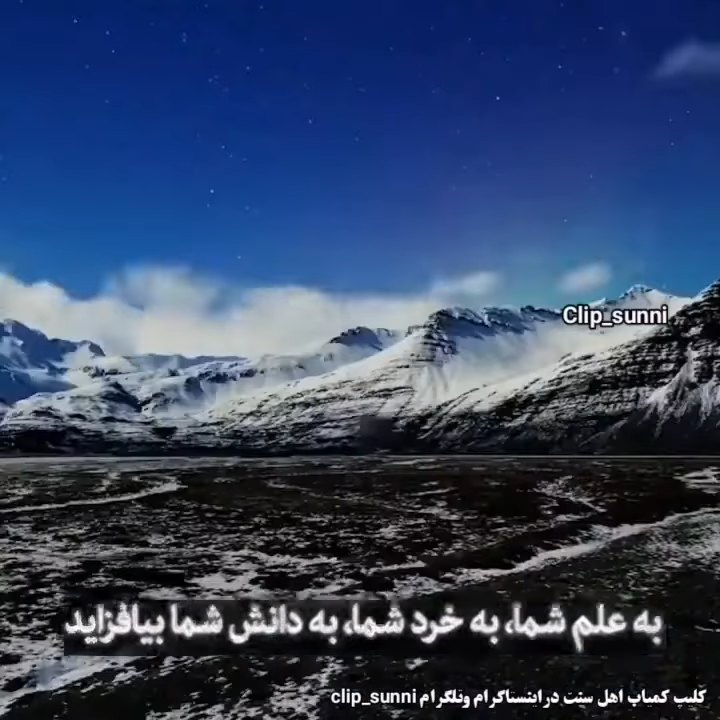 Clip_sunni
به علم شما، به خرد شما، به دانش شما بیافزاید
کلیپ کمیاب اهل سنت در اینستاگرام وتلگرام clip_sunni